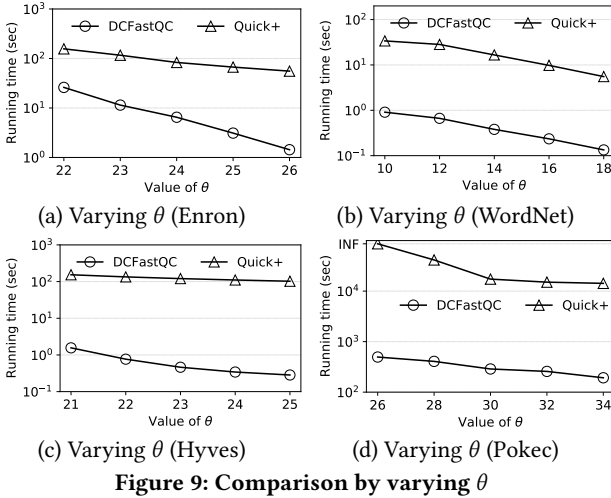 10³
DCFastQC
Quick+
10²
10¹
10⁰
Running time (sec)
22 23 24 25 26
Value of θ
(a) Varying θ (Enron)
10²
DCFastQC
Quick+
10¹
10⁰
10⁻¹
Running time (sec)
10 12 14 16 18
Value of θ
(b) Varying θ (WordNet)
10³
DCFastQC
Quick+
10²
10¹
10⁰
10⁻¹
Running time (sec)
21 22 23 24 25
Value of θ
(c) Varying θ (Hyves)
INF
10⁴
DCFastQC
Quick+
10³
10²
Running time (sec)
26 28 30 32 34
Value of θ
(d) Varying θ (Pokec)
Figure 9: Comparison by varying θ